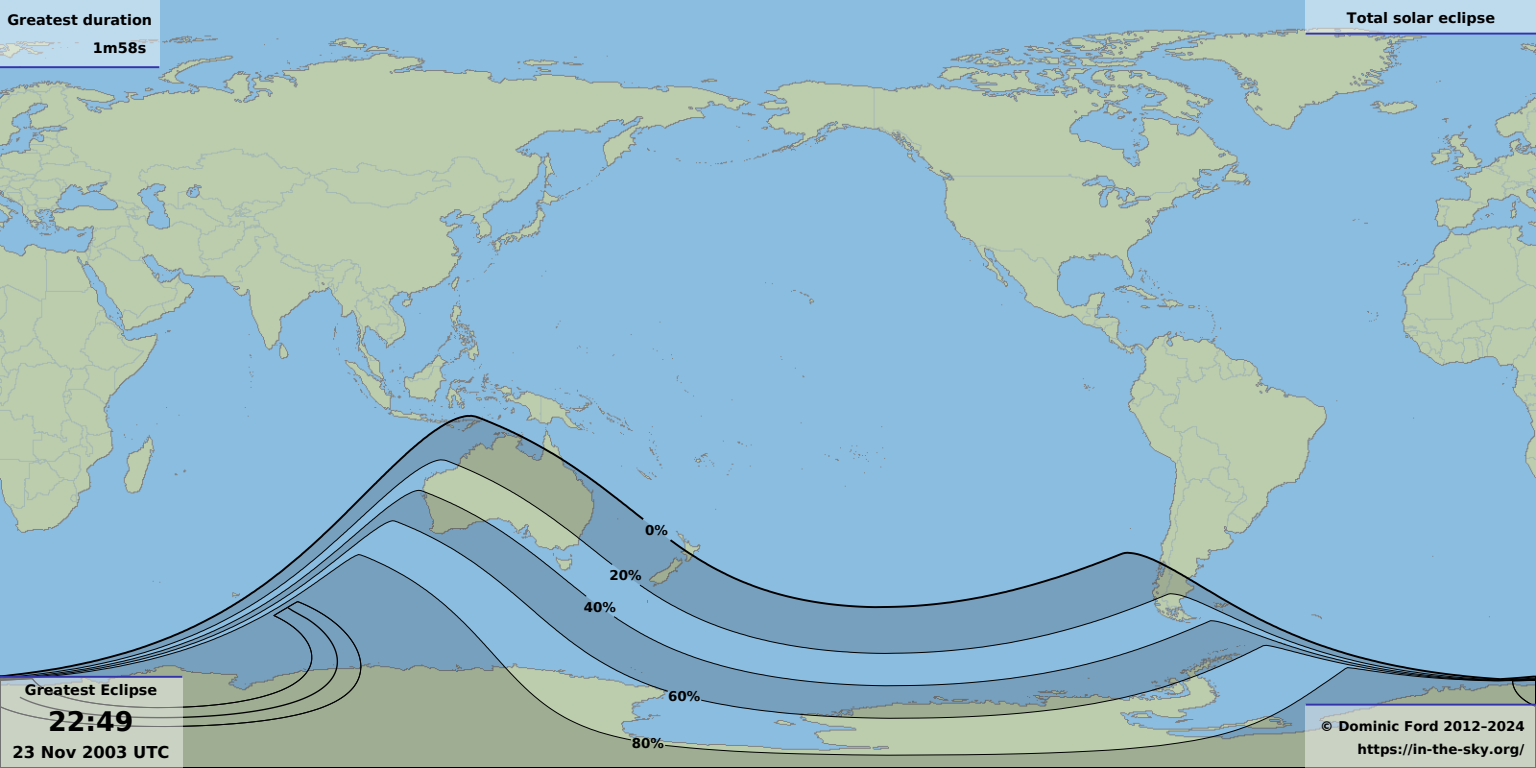 Greatest duration
1m58s
Total solar eclipse
0%
20%
40%
60%
80%
Greatest Eclipse
22:49
23 Nov 2003 UTC
© Dominic Ford 2012–2024
https://in-the-sky.org/